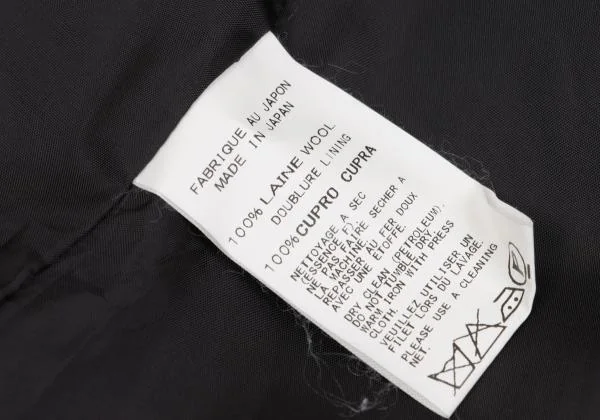 FABRIQUE AU JAPON
MADE IN JAPAN
100% LAINE WOOL
DOUBLURE LINING
100% CUPRO CUPRA
NETTOYAGE A SEC
(ESSENCE F)
NE PAS FAIRE SECHER A
LA MACHINE
REPASSER AU FER DOUX
AVEC UNE ETOFFE.
DRY CLEAN (PETROLEUM).
DO NOT TUMBLE DRY.
WARM IRON WITH PRESS
CLOTH.
VEUILLEZ UTILISER UN
FILET LORS DU LAVAGE.
PLEASE USE A CLEANING
NET.